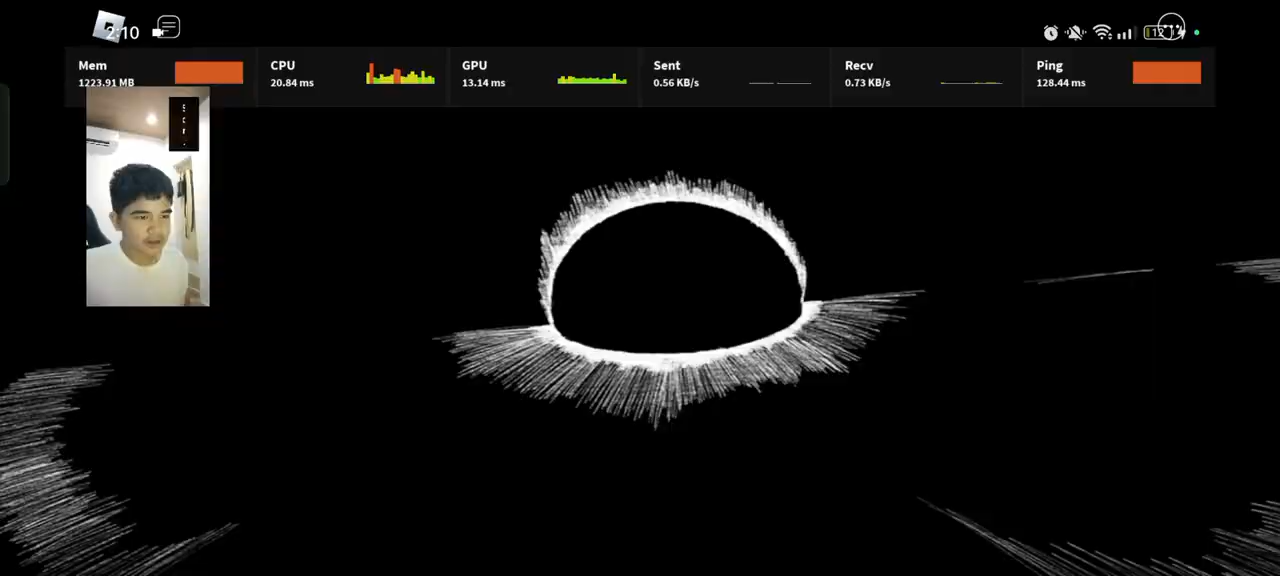 2:10
12
Mem
1223.91 MB
CPU
20.84 ms
GPU
13.14 ms
Sent
0.56 KB/s
Recv
0.73 KB/s
Ping
128.44 ms